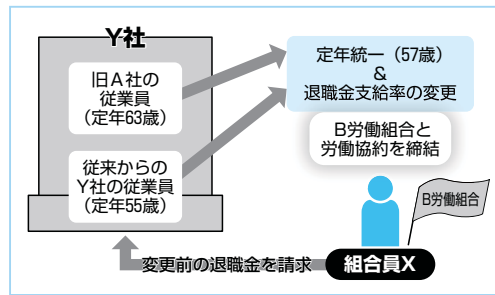 Y社
旧A社の
従業員
(定年63歳)
従来からの
Y社の従業員
(定年55歳)
定年統一(57歳)
&
退職金支給率の変更
B労働組合と
労働協約を締結
B労働組合
変更前の退職金を請求
組合員X